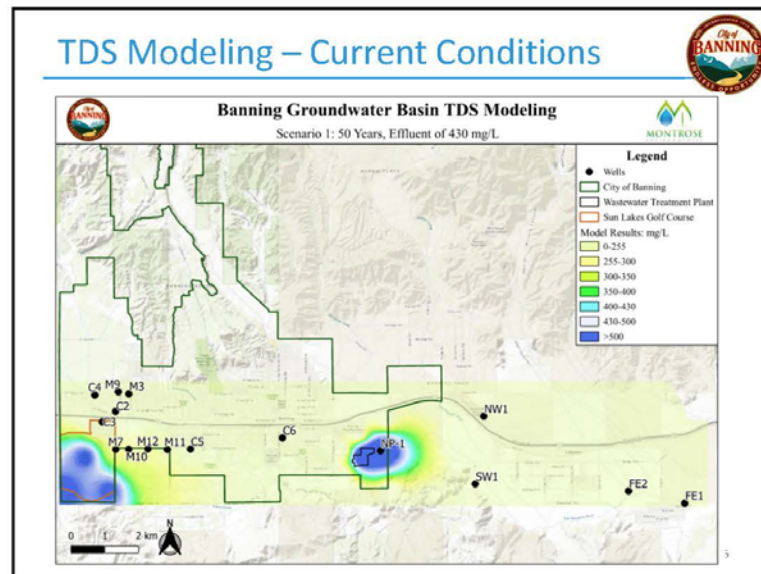 TDS Modeling – Current Conditions
City of
BANNING
ENDLESS OPPORTUNITY
Banning Groundwater Basin TDS Modeling
Scenario 1: 50 Years, Effluent of 430 mg/L
MONTROSE
Legend
Wells
City of Banning
Wastewater Treatment Plant
Sun Lakes Golf Course
Model Results: mg/L
0-255
255-300
300-350
350-400
400-430
430-500
>500
C4
M9
M3
C2
C3
M7
M10
M12
M11
C5
C6
NP-1
NW1
SW1
FE2
FE1
0 1 2 km
N